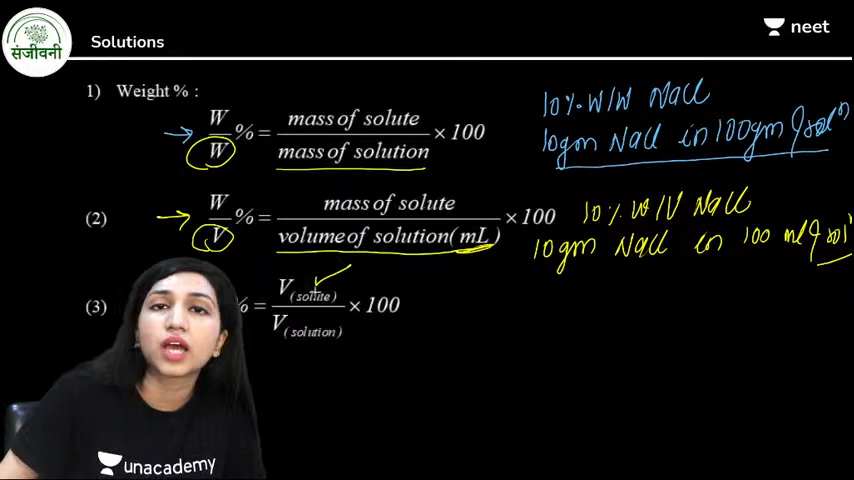 संजीवनी
Solutions
neet
1) Weight % :
W/W % = mass of solute / mass of solution × 100
10% W/W NaCl
10gm NaCl in 100gm of soln
(2) W/V % = mass of solute / volume of solution (mL) × 100
10% W/V NaCl
10gm NaCl in 100 ml of sol
(3) % = V(solute) / V(solution) × 100
unacademy